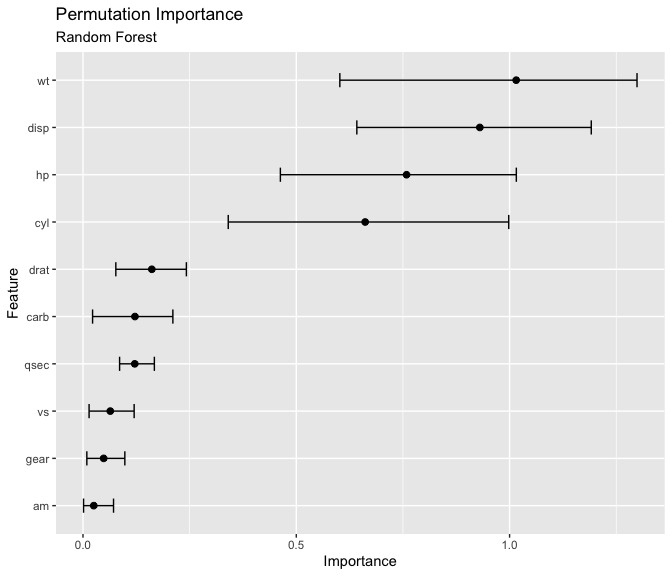 Permutation Importance
Random Forest
Feature
wt
disp
hp
cyl
drat
carb
qsec
vs
gear
am
0.0
0.5
1.0
Importance